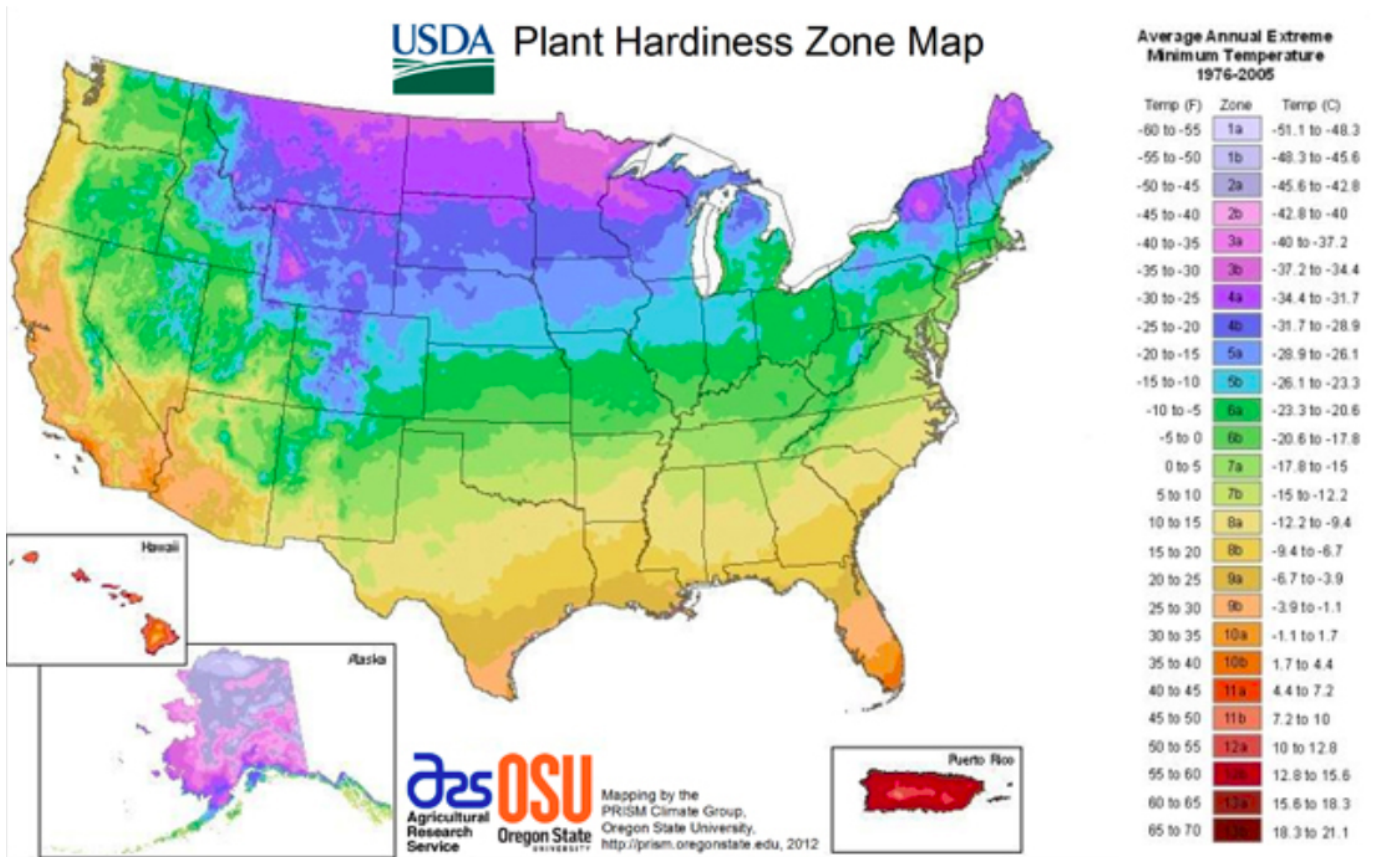 USDA Plant Hardiness Zone Map
Average Annual Extreme
Minimum Temperature
1976-2005
Temp (F) Zone Temp (C)
-60 to -55 1a -51.1 to -48.3
-55 to -50 1b -48.3 to -45.6
-50 to -45 2a -45.6 to -42.8
-45 to -40 2b -42.8 to -40
-40 to -35 3a -40 to -37.2
-35 to -30 3b -37.2 to -34.4
-30 to -25 4a -34.4 to -31.7
-25 to -20 4b -31.7 to -28.9
-20 to -15 5a -28.9 to -26.1
-15 to -10 5b -26.1 to -23.3
-10 to -5 6a -23.3 to -20.6
-5 to 0 6b -20.6 to -17.8
0 to 5 7a -17.8 to -15
5 to 10 7b -15 to -12.2
10 to 15 8a -12.2 to -9.4
15 to 20 8b -9.4 to -6.7
20 to 25 9a -6.7 to -3.9
25 to 30 9b -3.9 to -1.1
30 to 35 10a -1.1 to 1.7
35 to 40 10b 1.7 to 4.4
40 to 45 11a 4.4 to 7.2
45 to 50 11b 7.2 to 10
50 to 55 12a 10 to 12.8
55 to 60 12b 12.8 to 15.6
60 to 65 13a 15.6 to 18.3
65 to 70 13b 18.3 to 21.1
Hawaii
Alaska
Puerto Rico
ars
Agricultural
Research
Service
OSU
Oregon State
UNIVERSITY
Mapping by the
PRISM Climate Group,
Oregon State University,
http://prism.oregonstate.edu, 2012